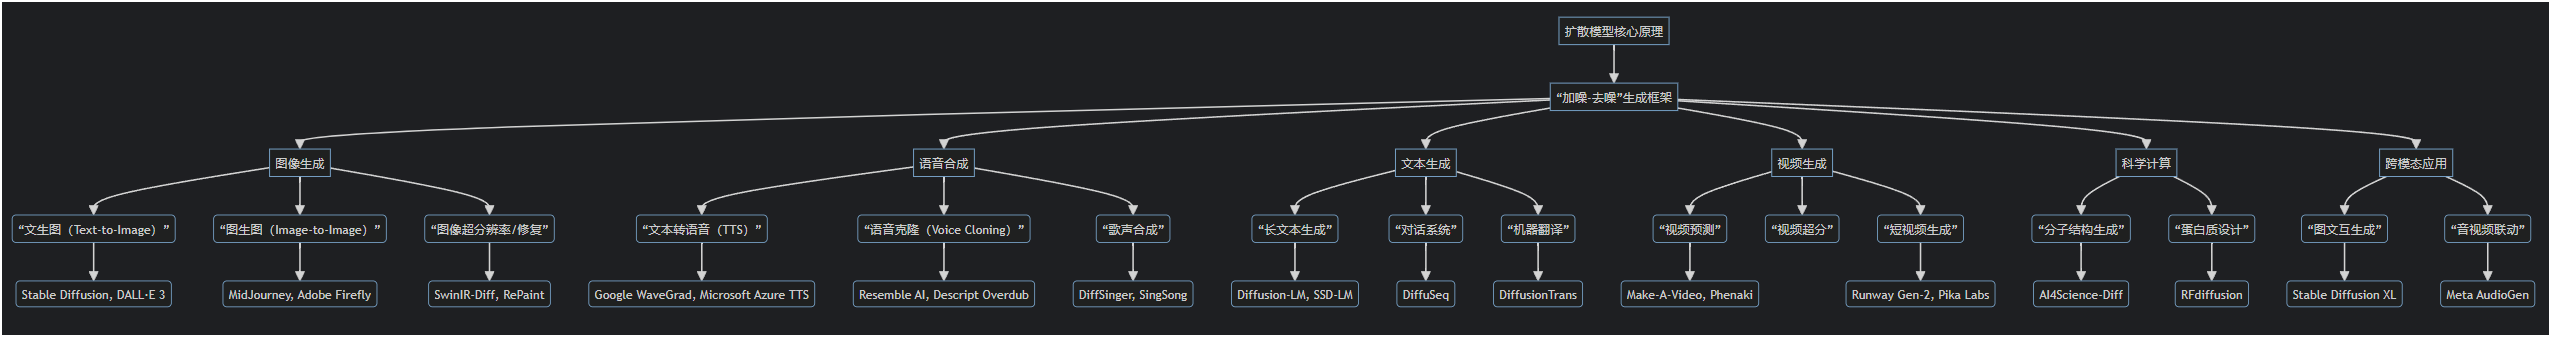 扩散模型核心原理
“加噪-去噪”生成框架
图像生成
语音合成
文本生成
视频生成
科学计算
跨模态应用
“文生图（Text-to-Image）”
“图生图（Image-to-Image）”
“图像超分辨率/修复”
“文本转语音（TTS）”
“语音克隆（Voice Cloning）”
“歌声合成”
“长文本生成”
“对话系统”
“机器翻译”
“视频预测”
“视频超分”
“短视频生成”
“分子结构生成”
“蛋白质设计”
“图文互生成”
“音视频联动”
Stable Diffusion, DALL·E 3
MidJourney, Adobe Firefly
SwinIR-Diff, RePaint
Google WaveGrad, Microsoft Azure TTS
Resemble AI, Descript Overdub
DiffSinger, SingSong
Diffusion-LM, SSD-LM
DiffuSeq
DiffusionTrans
Make-A-Video, Phenaki
Runway Gen-2, Pika Labs
AI4Science-Diff
RFdiffusion
Stable Diffusion XL
Meta AudioGen